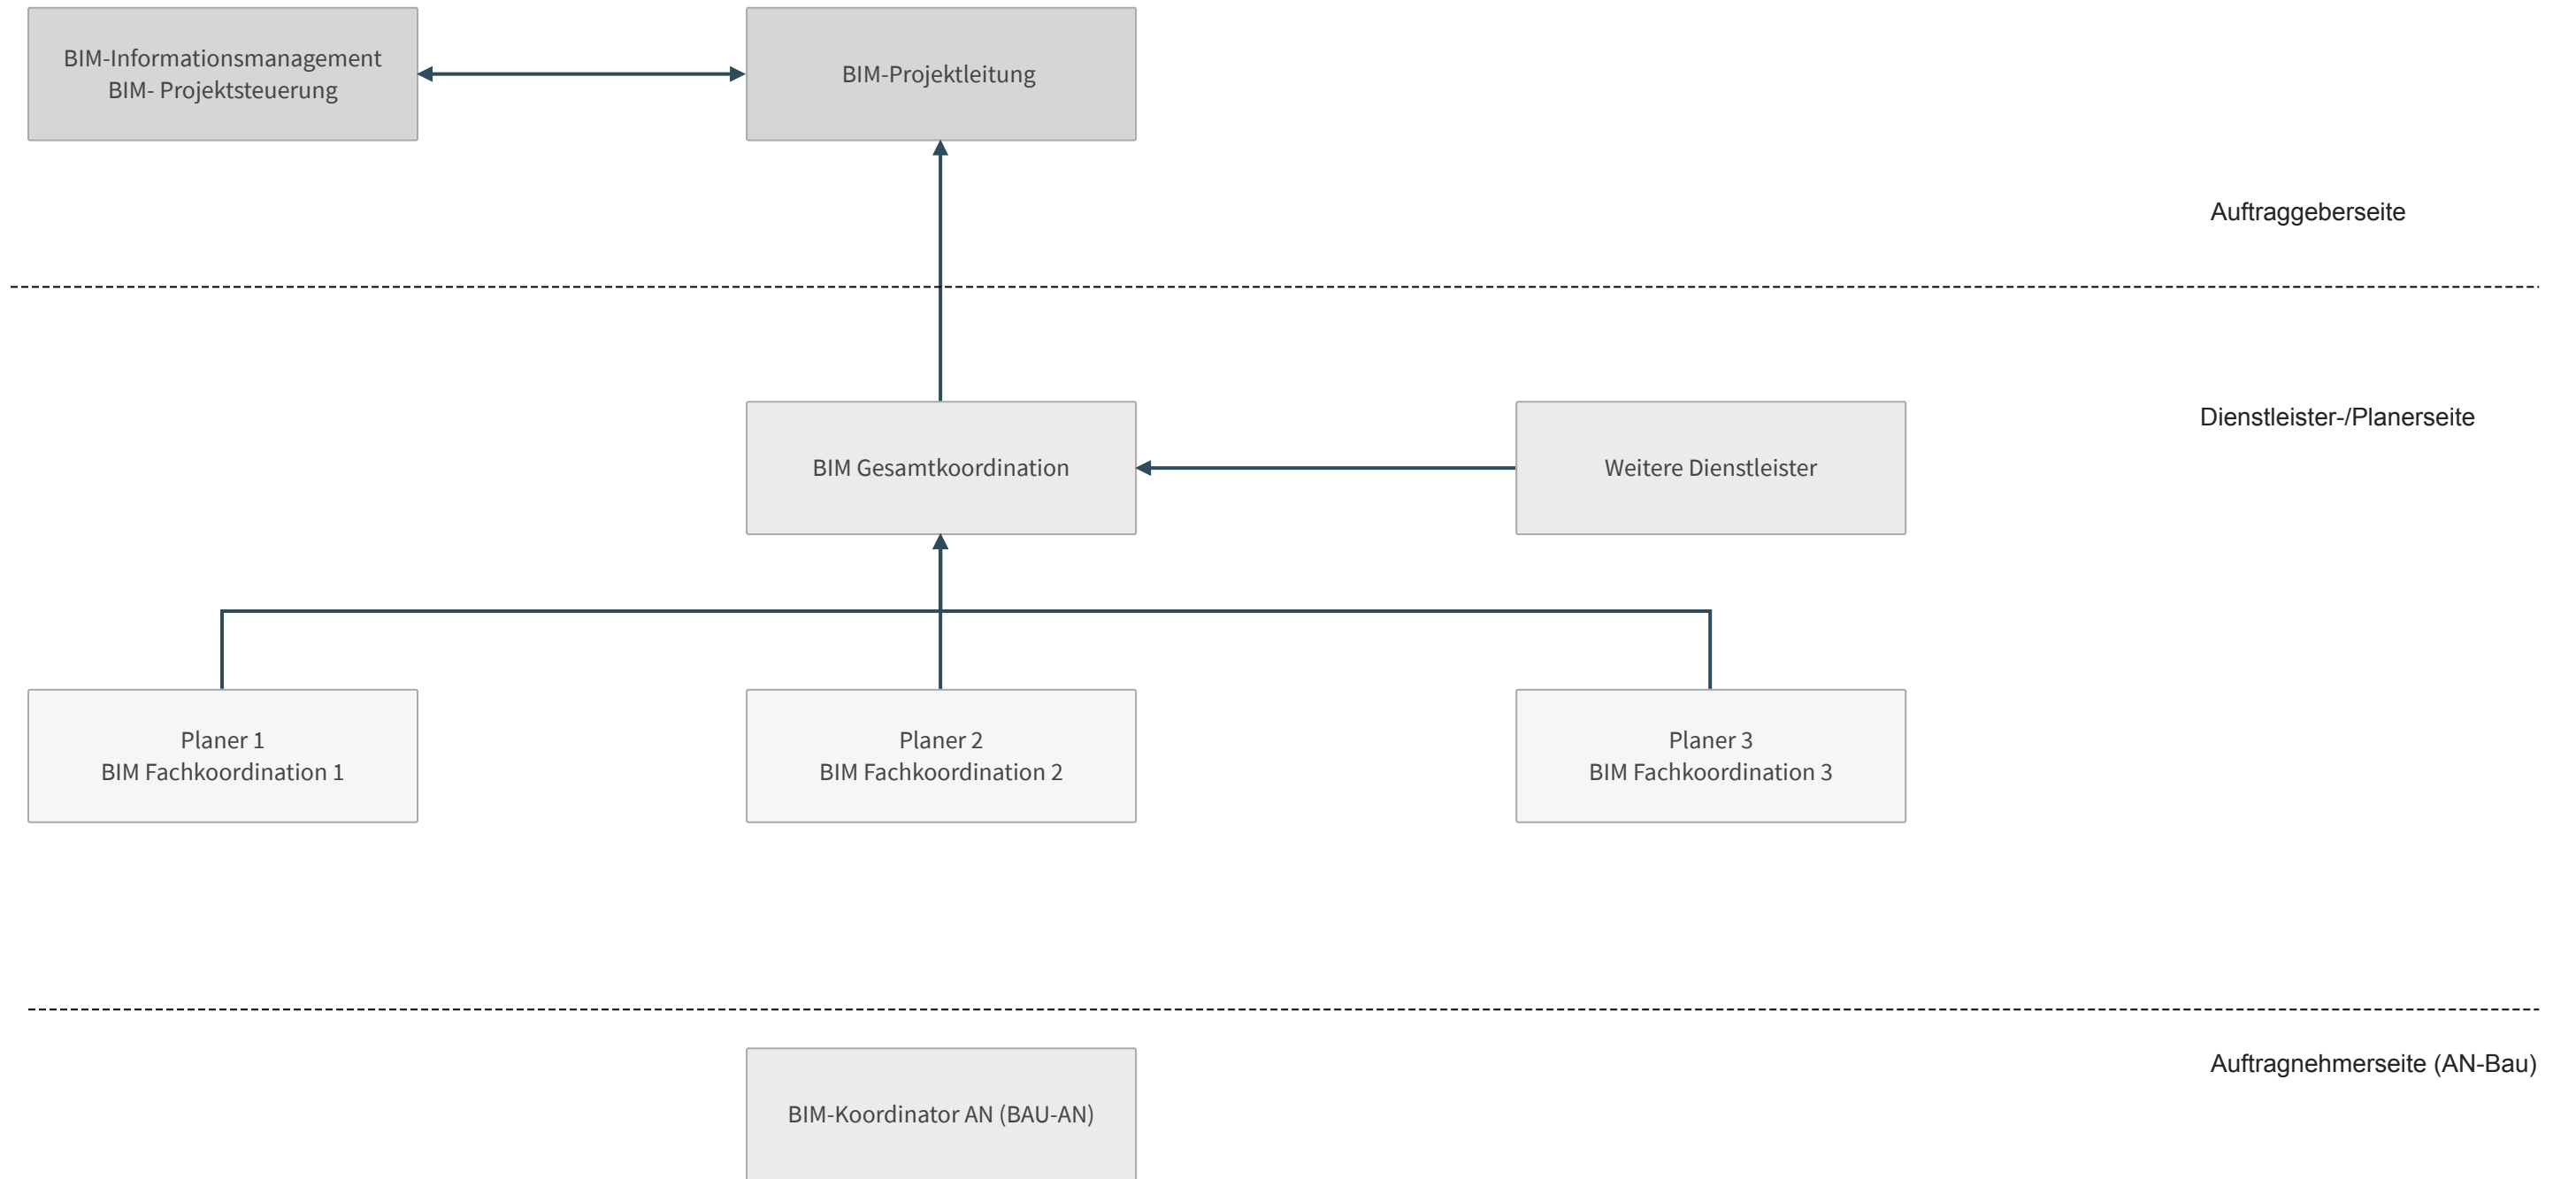 BIM-Informationsmanagement
BIM- Projektsteuerung
BIM-Projektleitung
Auftraggeberseite
Dienstleister-/Planerseite
BIM Gesamtkoordination
Weitere Dienstleister
Planer 1
BIM Fachkoordination 1
Planer 2
BIM Fachkoordination 2
Planer 3
BIM Fachkoordination 3
Auftragnehmerseite (AN-Bau)
BIM-Koordinator AN (BAU-AN)